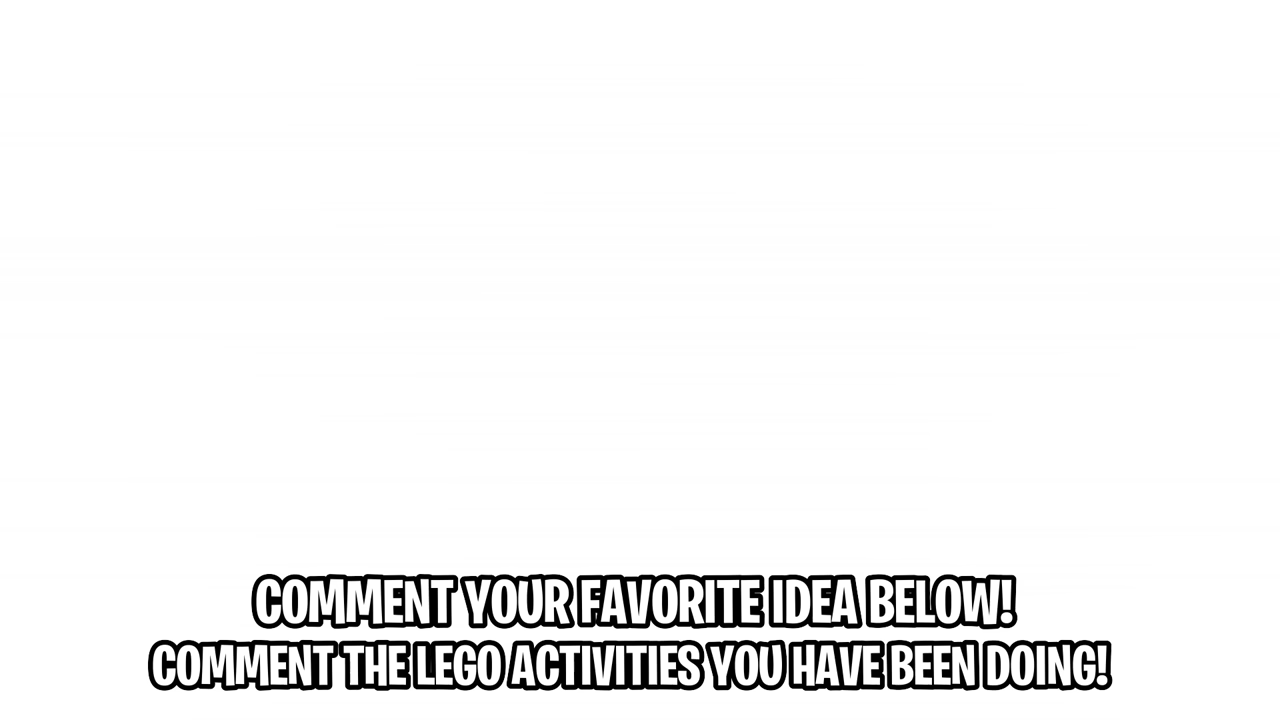 COMMENT YOUR FAVORITE IDEA BELOW!
COMMENT THE LEGO ACTIVITIES YOU HAVE BEEN DOING!